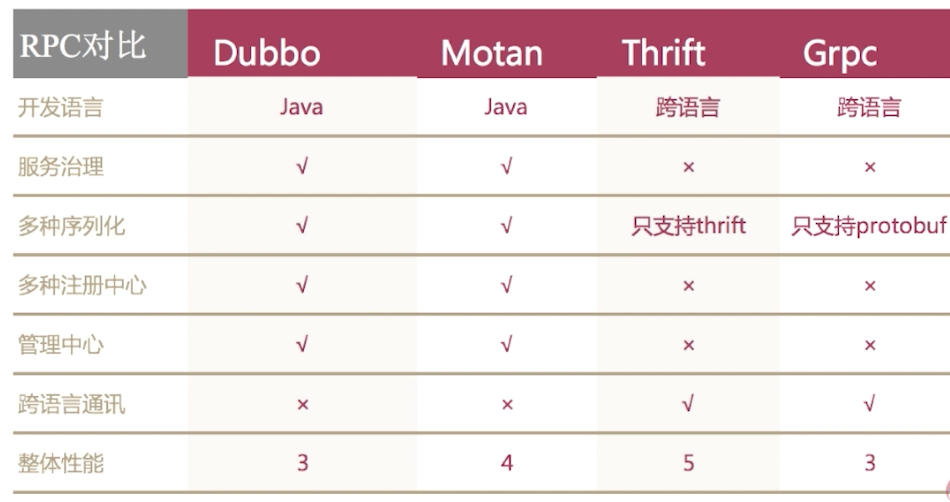 RPC对比 Dubbo Motan Thrift Grpc
开发语言 Java Java 跨语言 跨语言
服务治理 √ √ × ×
多种序列化 √ √ 只支持thrift 只支持protobuf
多种注册中心 √ √ × ×
管理中心 √ √ × ×
跨语言通讯 × × √ √
整体性能 3 4 5 3